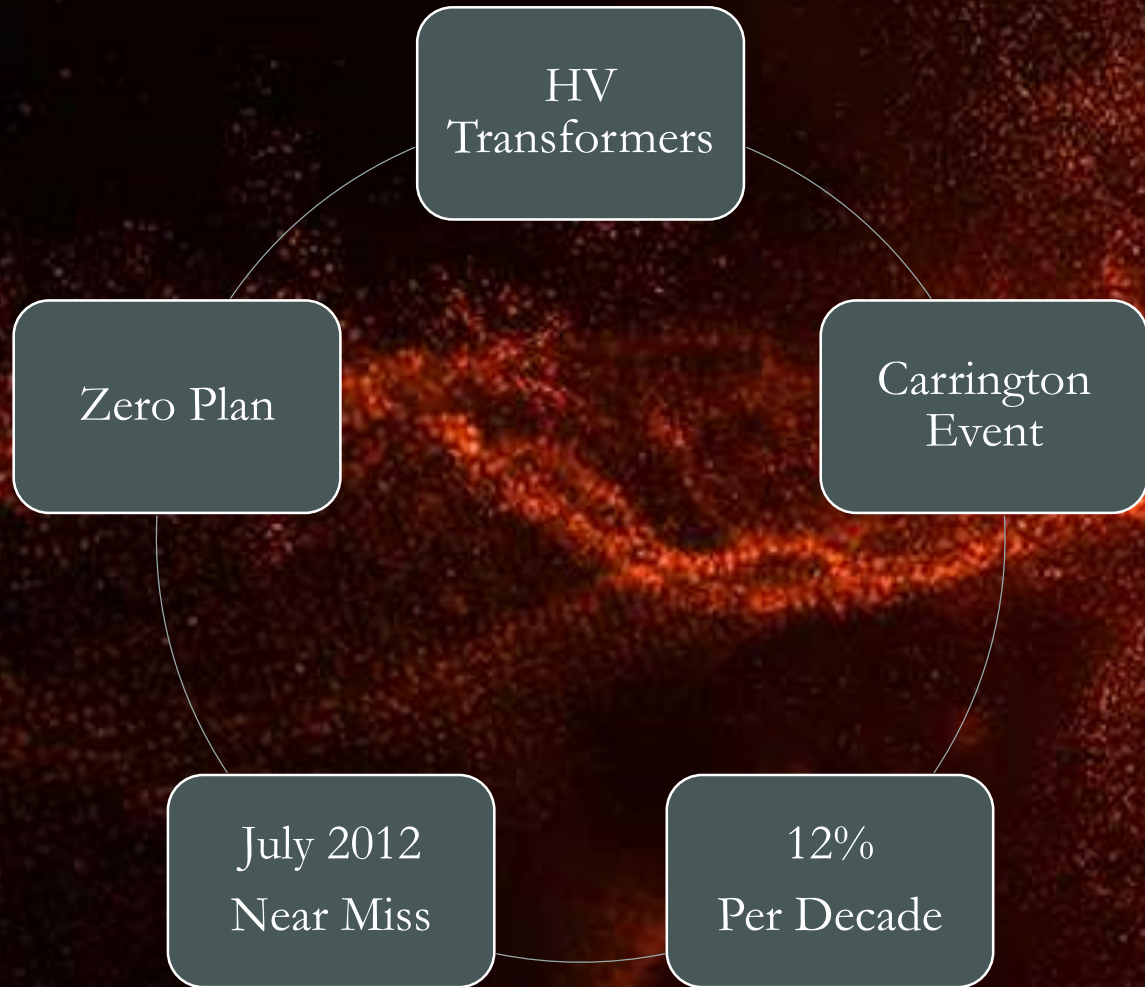 HV
Transformers
Carrington
Event
12%
Per Decade
July 2012
Near Miss
Zero Plan